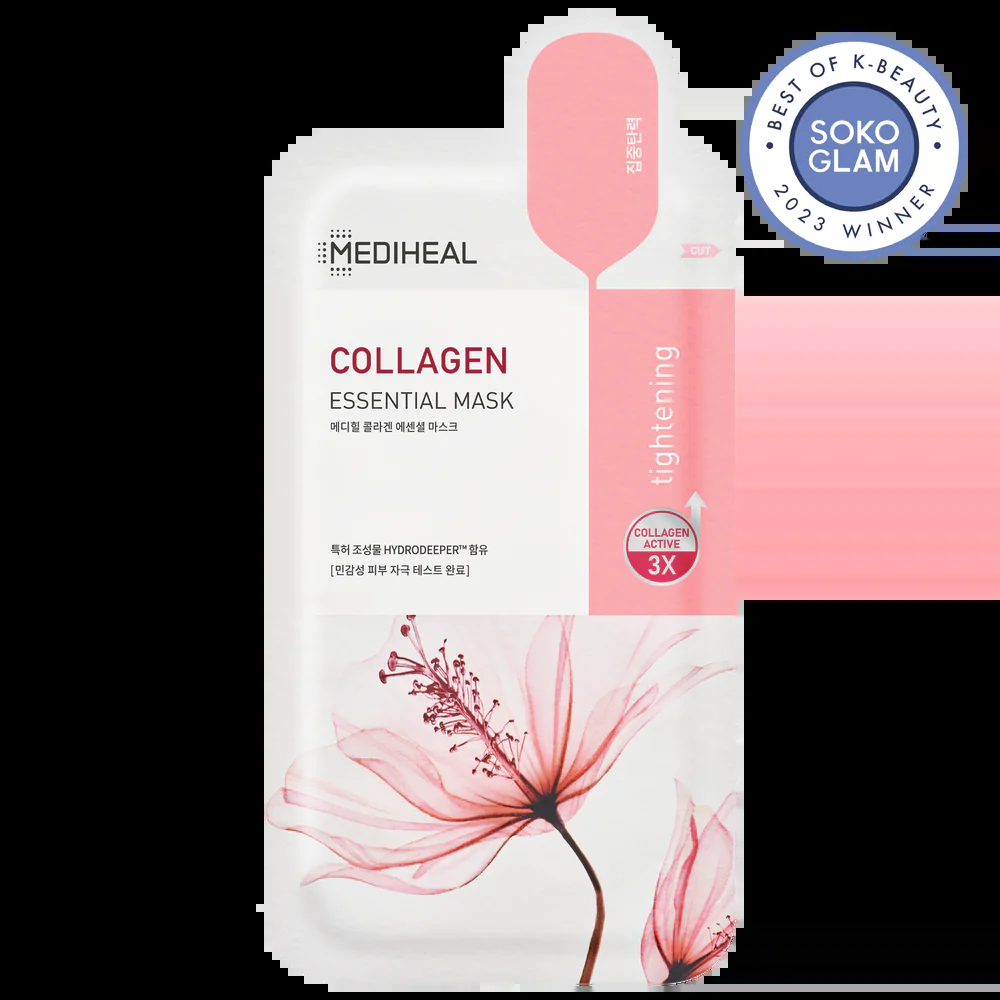 집중탄력
MEDIHEAL
CUT
COLLAGEN
ESSENTIAL MASK
메디힐 콜라겐 에센셜 마스크
tightening
COLLAGEN
ACTIVE
3X
특허 조성물 HYDRODEEPER™ 함유
[민감성 피부 자극 테스트 완료]
BEST OF K-BEAUTY
SOKO
GLAM
2023 WINNER